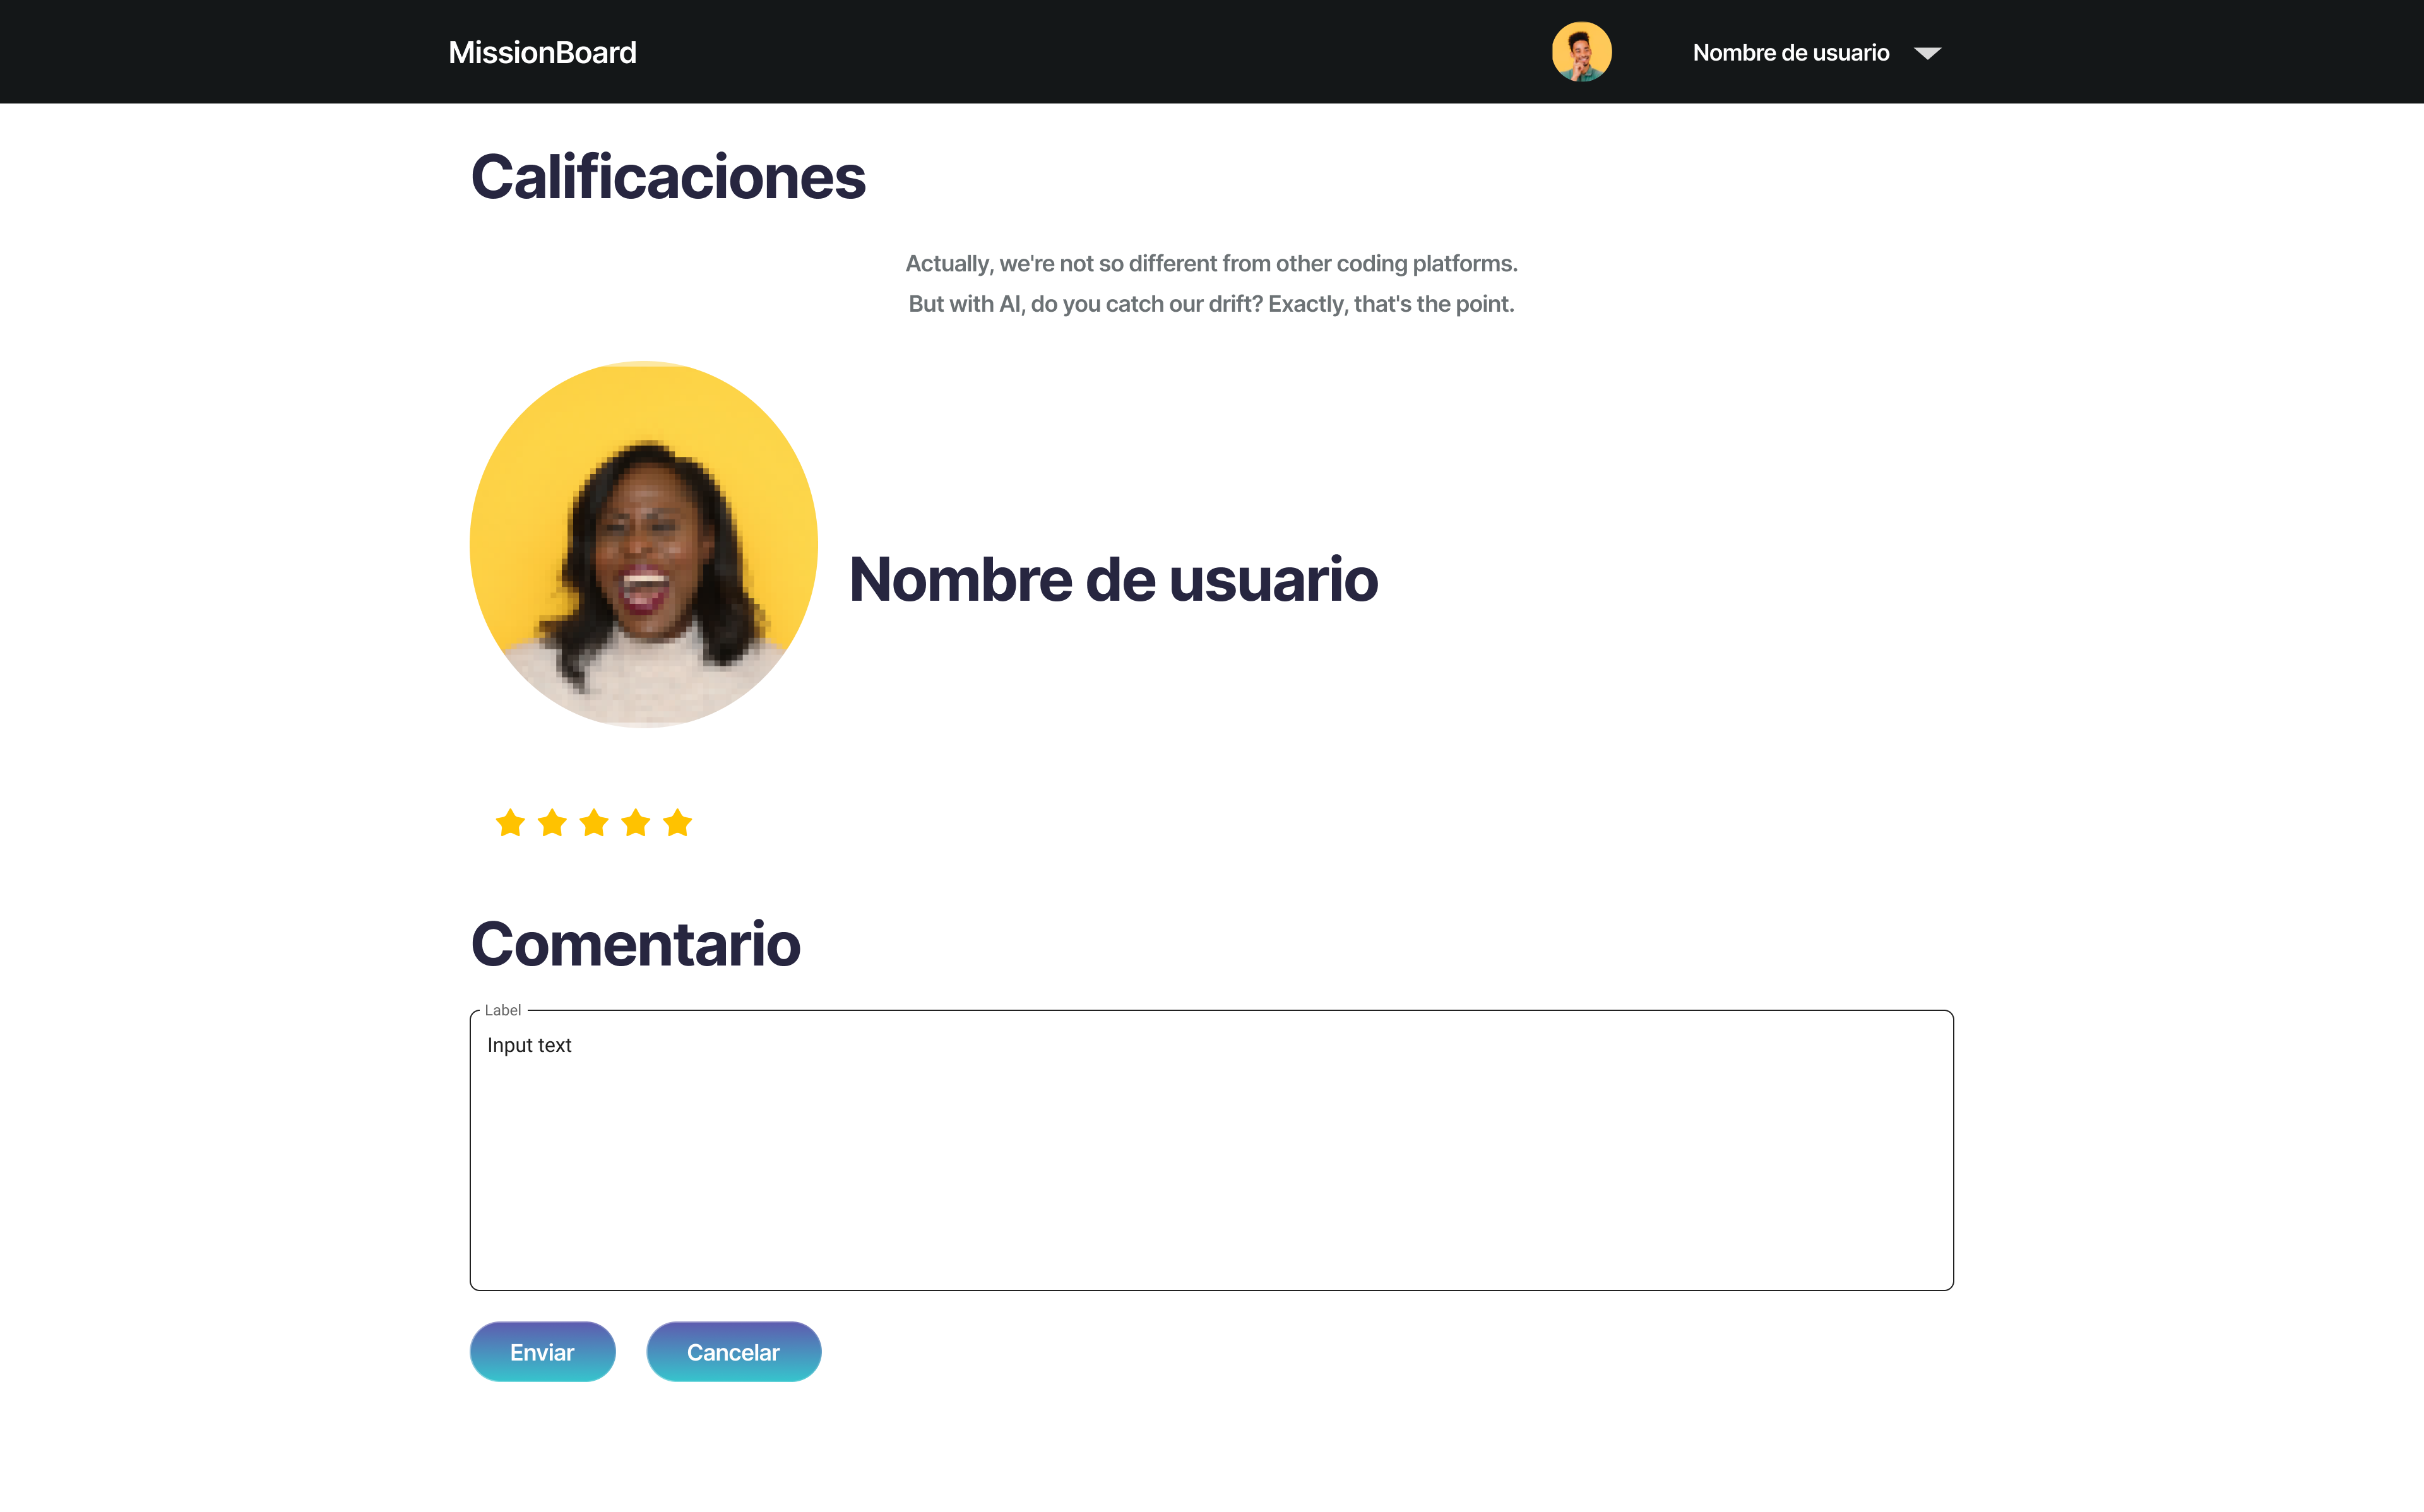 MissionBoard
Nombre de usuario
Calificaciones
Actually, we're not so different from other coding platforms.
But with AI, do you catch our drift? Exactly, that's the point.
Nombre de usuario
Comentario
Label
Input text
Enviar
Cancelar